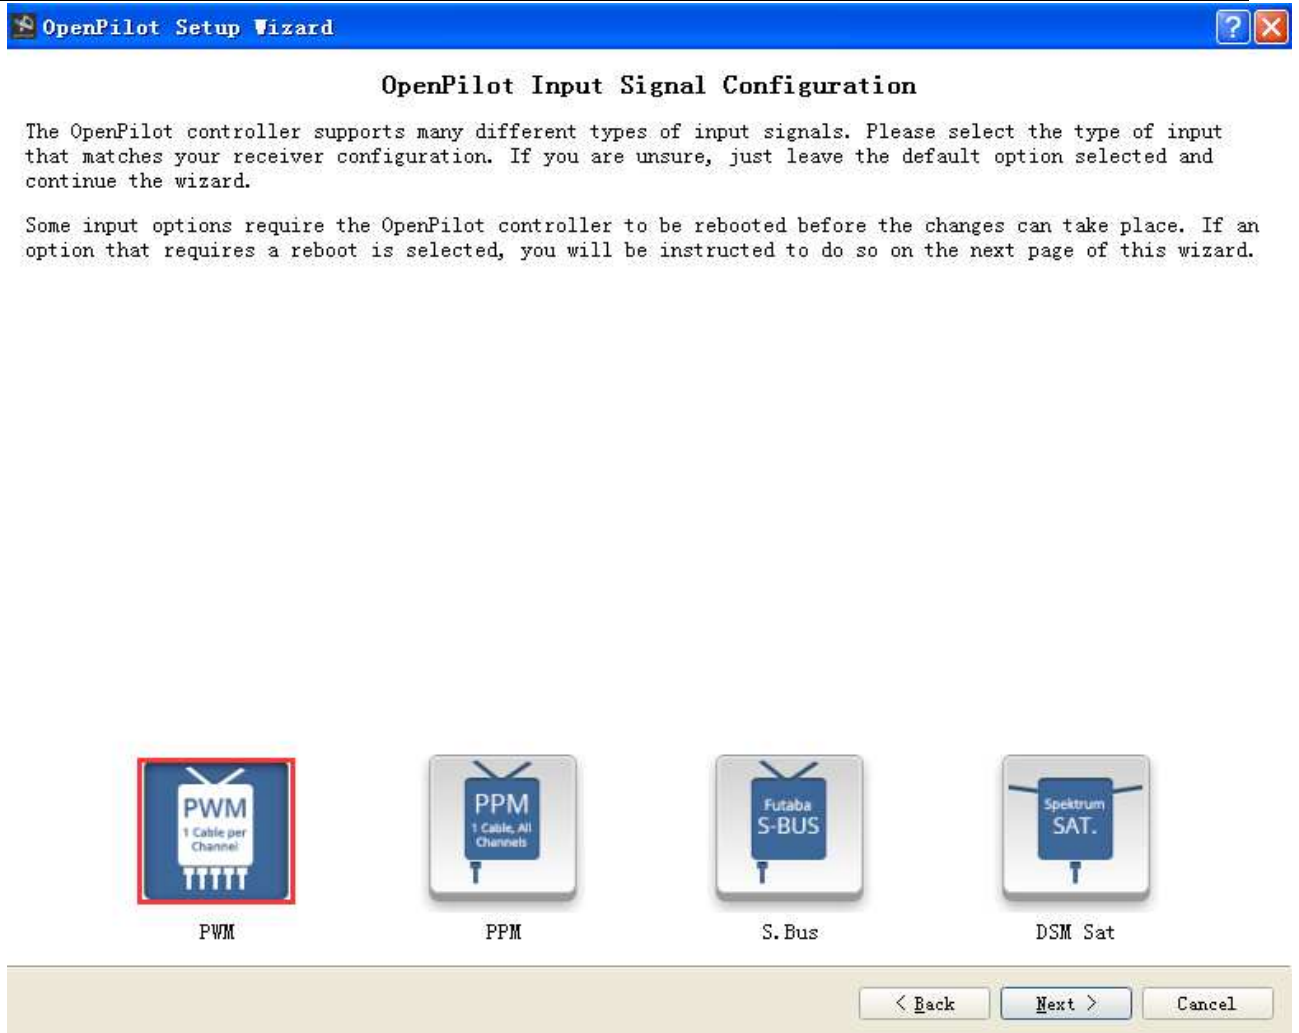 OpenPilot Setup Wizard
OpenPilot Input Signal Configuration
The OpenPilot controller supports many different types of input signals. Please select the type of input
that matches your receiver configuration. If you are unsure, just leave the default option selected and
continue the wizard.
Some input options require the OpenPilot controller to be rebooted before the changes can take place. If an
option that requires a reboot is selected, you will be instructed to do so on the next page of this wizard.
PWM
1 Cable per
Channel
PPM
1 Cable, All
Channels
Futaba
S-BUS
Spektrum
SAT.
PWM
PPM
S.Bus
DSM Sat
< Back
Next >
Cancel